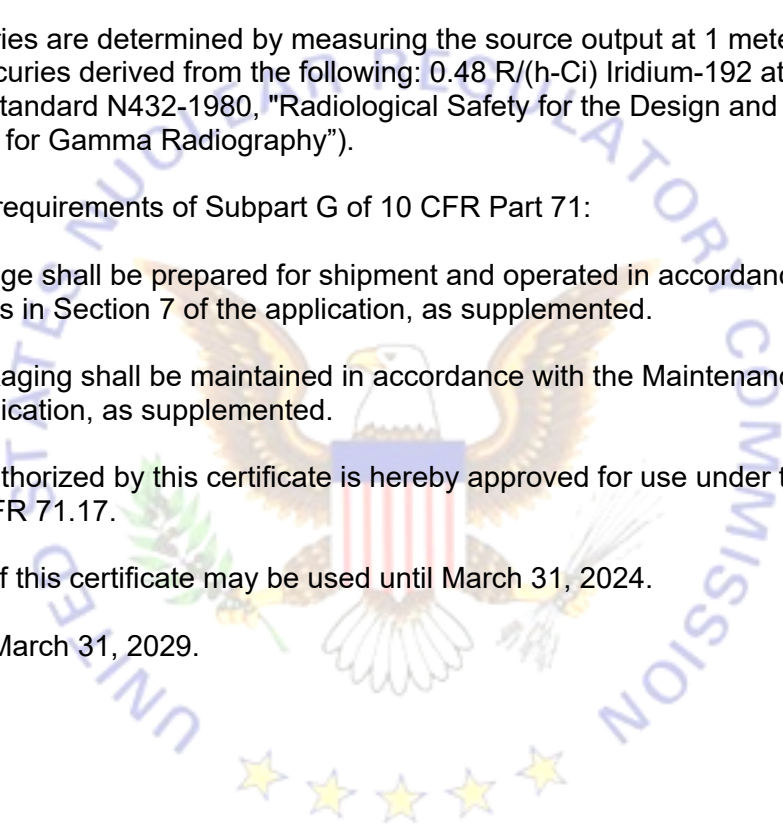 ries are determined by measuring the source output at 1 mete
curies derived from the following: 0.48 R/(h-Ci) Iridium-192 at
tandard N432-1980, "Radiological Safety for the Design and
for Gamma Radiography”).
requirements of Subpart G of 10 CFR Part 71:
ge shall be prepared for shipment and operated in accordanc
s in Section 7 of the application, as supplemented.
aging shall be maintained in accordance with the Maintenanc
ication, as supplemented.
thorized by this certificate is hereby approved for use under t
FR 71.17.
f this certificate may be used until March 31, 2024.
March 31, 2029.
UNITED STATES NUCLEAR REGULATORY COMMISSION